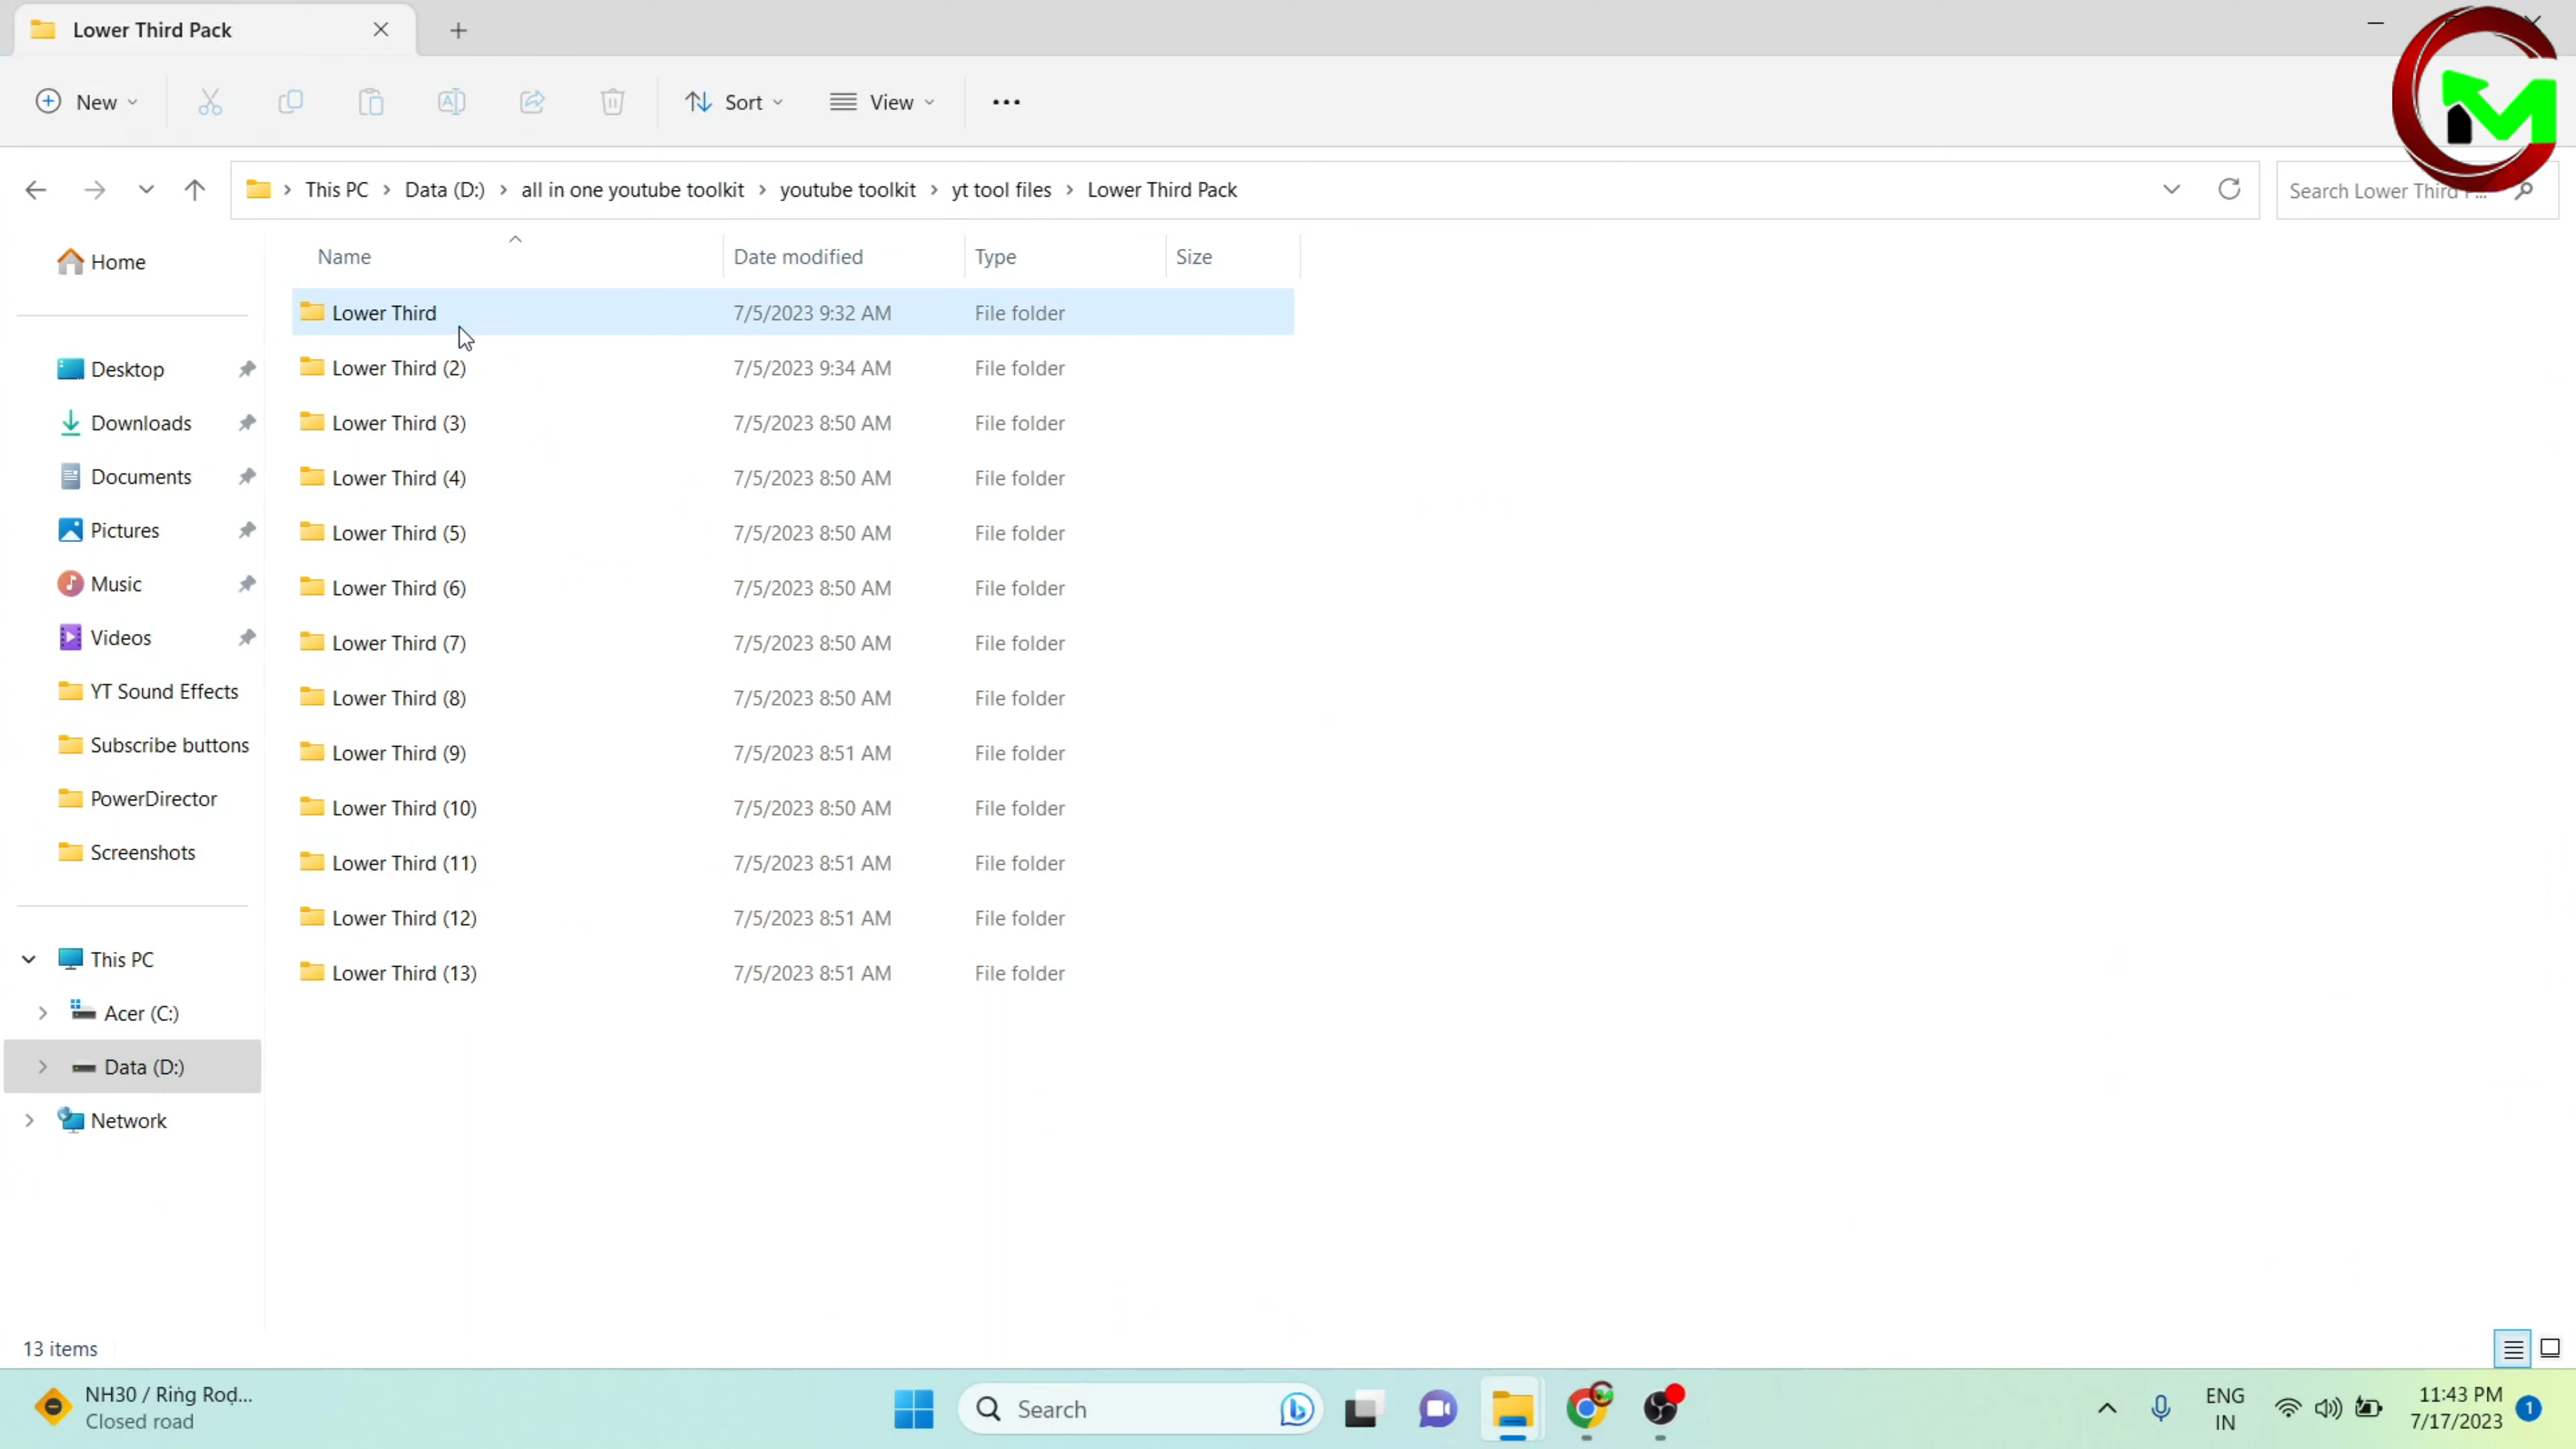 Lower Third Pack
New
Sort
View
This PC > Data (D:) > all in one youtube toolkit > youtube toolkit > yt tool files > Lower Third Pack
Search Lower Third
Name Date modified Type Size
Home
Desktop
Downloads
Documents
Pictures
Music
Videos
YT Sound Effects
Subscribe buttons
PowerDirector
Screenshots
This PC
Acer (C:)
Data (D:)
Network
Lower Third 7/5/2023 9:32 AM File folder
Lower Third (2) 7/5/2023 9:34 AM File folder
Lower Third (3) 7/5/2023 8:50 AM File folder
Lower Third (4) 7/5/2023 8:50 AM File folder
Lower Third (5) 7/5/2023 8:50 AM File folder
Lower Third (6) 7/5/2023 8:50 AM File folder
Lower Third (7) 7/5/2023 8:50 AM File folder
Lower Third (8) 7/5/2023 8:50 AM File folder
Lower Third (9) 7/5/2023 8:51 AM File folder
Lower Third (10) 7/5/2023 8:50 AM File folder
Lower Third (11) 7/5/2023 8:51 AM File folder
Lower Third (12) 7/5/2023 8:51 AM File folder
Lower Third (13) 7/5/2023 8:51 AM File folder
13 items
NH30 / Ring Rod...
Closed road
Search
ENG
IN
11:43 PM
7/17/2023
1